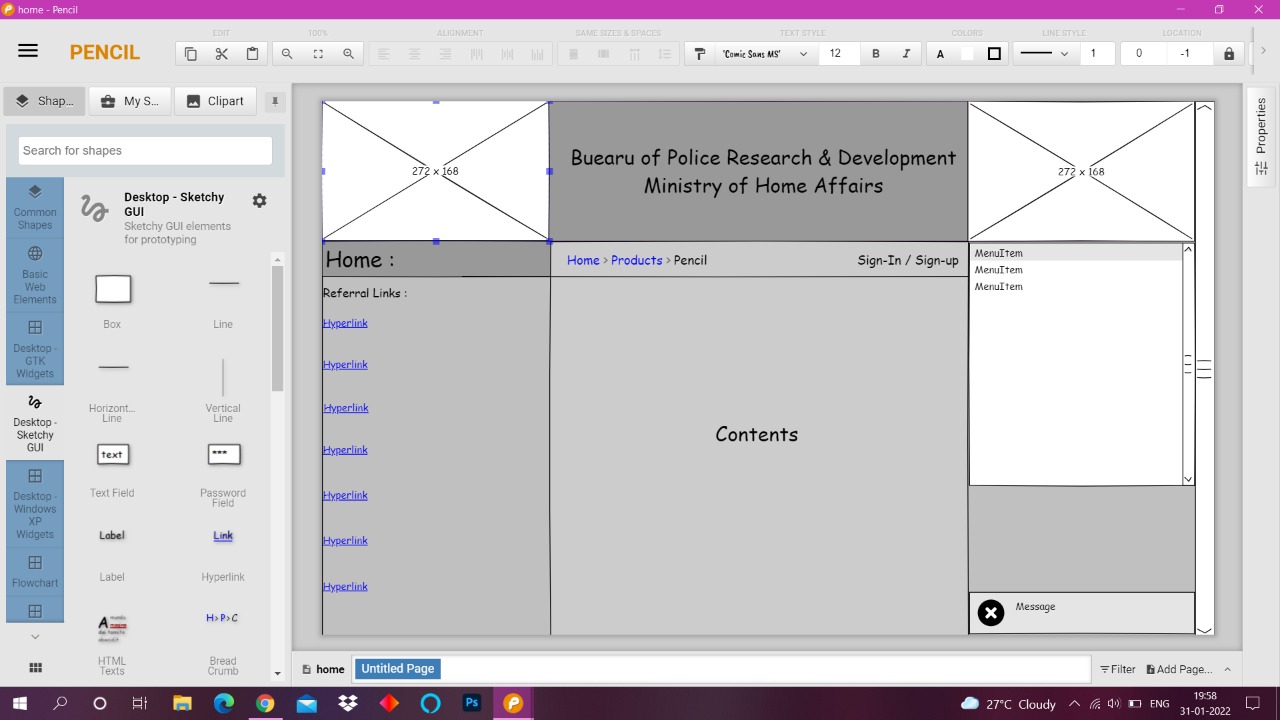 home - Pencil
EDIT
100%
ALIGNMENT
SAME SIZES & SPACES
TEXT STYLE
COLORS
LINE STYLE
LOCATION
PENCIL
'Comic Sans MS'
12
B
I
A
1
0
-1
Shap...
My S...
Clipart
Properties
Search for shapes
Common
Shapes
Basic
Web
Elements
Desktop -
GTK
Widgets
Desktop -
Sketchy
GUI
Desktop -
Windows
XP
Widgets
Flowchart
Desktop - Sketchy
GUI
Sketchy GUI elements
for prototyping
Box
Line
Horizont...
Line
Vertical
Line
text
***
Text Field
Password
Field
Label
Link
Label
Hyperlink
H>P>C
HTML
Texts
Bread
Crumb
272 x 168
Buearu of Police Research & Development
Ministry of Home Affairs
272 x 168
Home :
Home > Products > Pencil
Sign-In / Sign-up
MenuItem
MenuItem
MenuItem
Referral Links :
Hyperlink
Hyperlink
Hyperlink
Hyperlink
Hyperlink
Hyperlink
Hyperlink
Contents
Message
home
Untitled Page
Filter
Add Page...
Ps
27°C Cloudy
ENG
19:58
31-01-2022